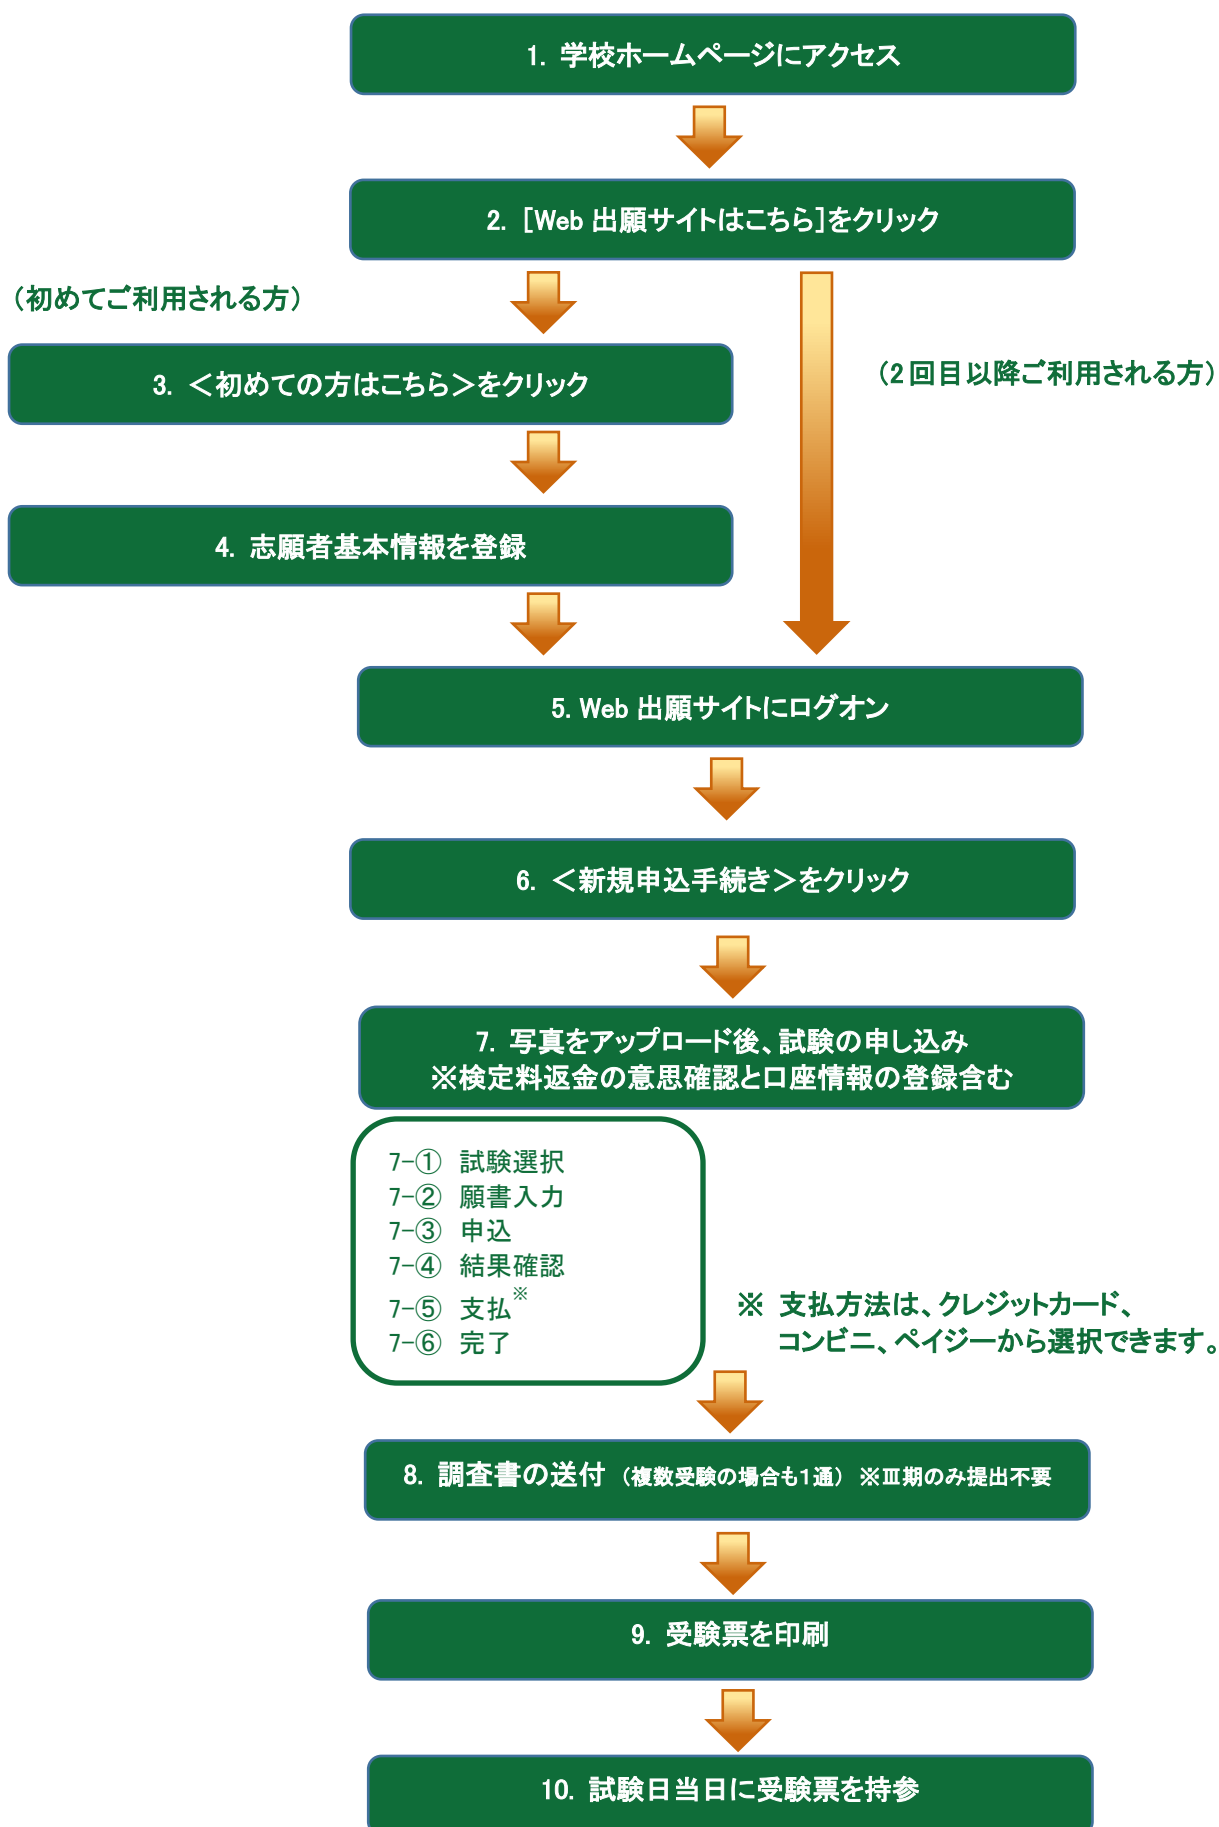 1. 学校ホームページにアクセス
2. [Web 出願サイトはこちら]をクリック
（初めてご利用される方）
3. ＜初めての方はこちら＞をクリック
（2回目以降ご利用される方）
4. 志願者基本情報を登録
5. Web 出願サイトにログオン
6. ＜新規申込手続き＞をクリック
7. 写真をアップロード後、試験の申し込み
※検定料返金の意思確認と口座情報の登録含む
7-① 試験選択
7-② 願書入力
7-③ 申込
7-④ 結果確認
7-⑤ 支払※
7-⑥ 完了
※ 支払方法は、クレジットカード、
コンビニ、ペイジーから選択できます。
8. 調査書の送付（複数受験の場合も1通）※Ⅲ期のみ提出不要
9. 受験票を印刷
10. 試験日当日に受験票を持参